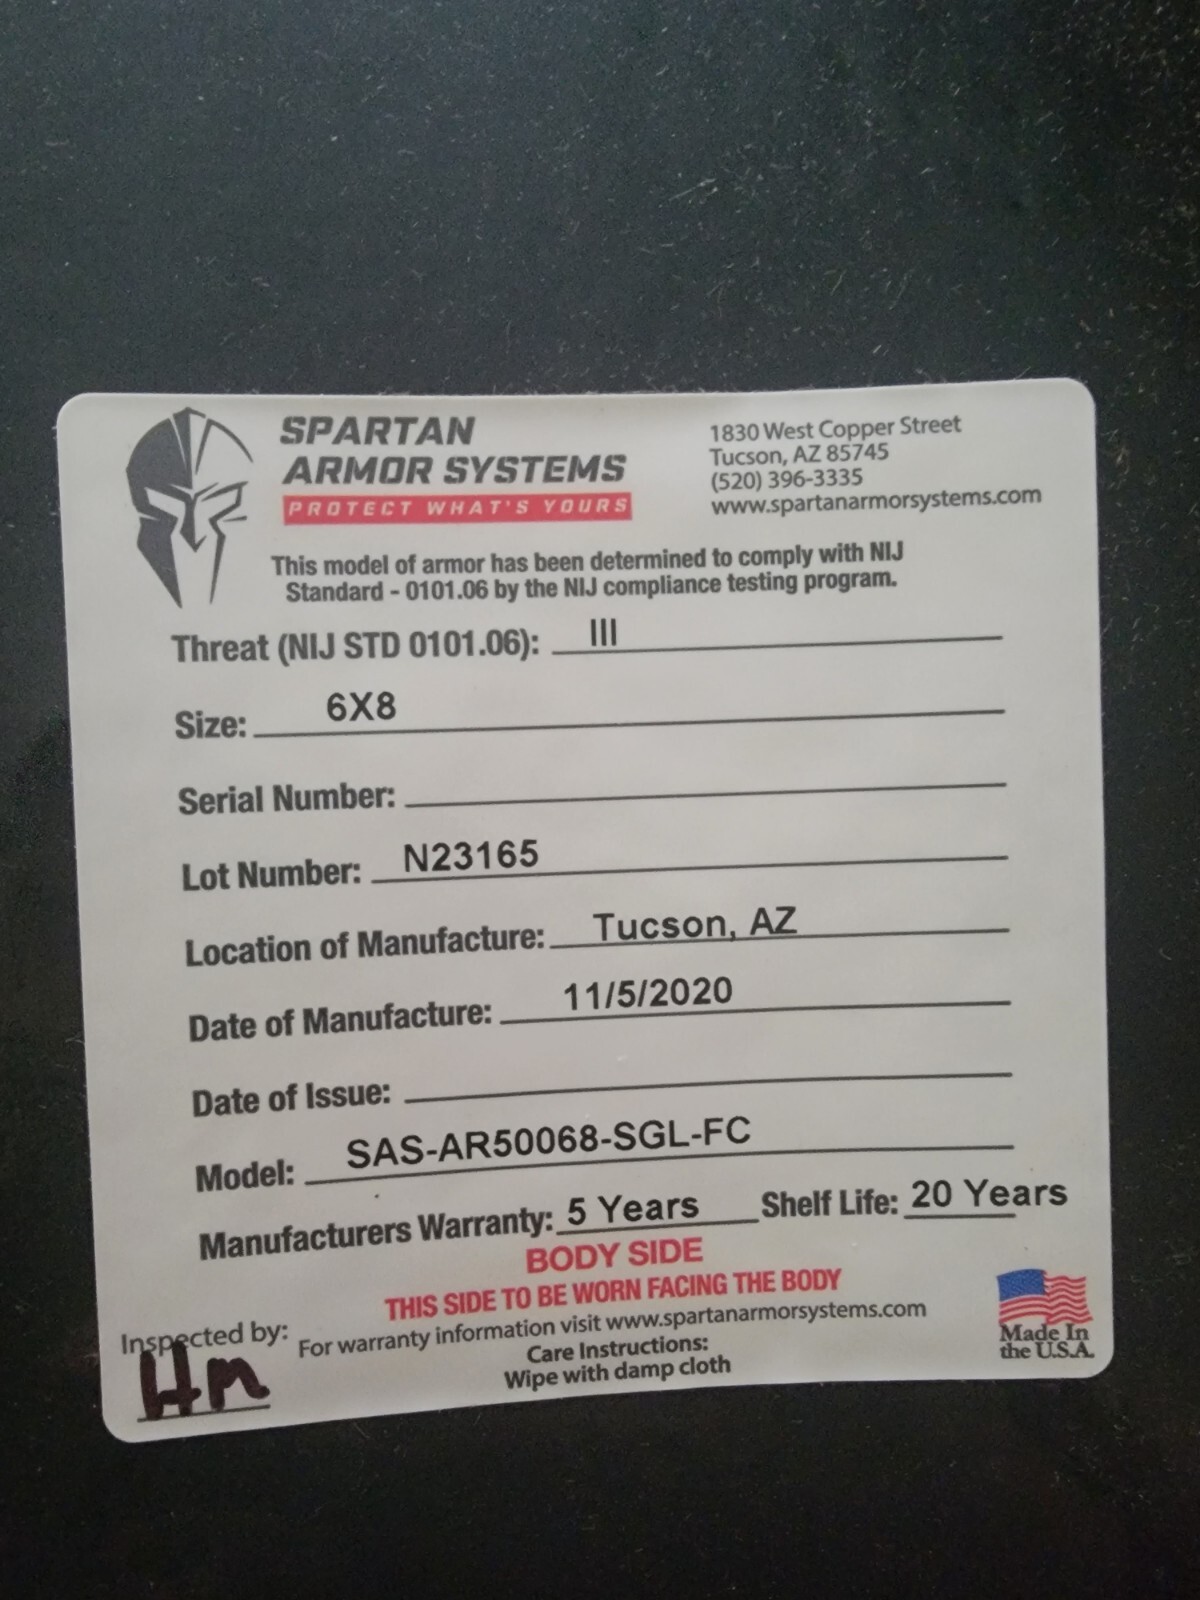 SPARTAN
ARMOR SYSTEMS
PROTECT WHAT'S YOURS
1830 West Copper Street
Tucson, AZ 85745
(520) 396-3335
www.spartanarmorsystems.com
This model of armor has been determined to comply with NIJ
Standard - 0101.06 by the NIJ compliance testing program.
Threat (NIJ STD 0101.06): III
Size: 6X8
Serial Number:
Lot Number: N23165
Location of Manufacture: Tucson, AZ
Date of Manufacture: 11/5/2020
Date of Issue:
Model: SAS-AR50068-SGL-FC
Manufacturers Warranty: 5 Years Shelf Life: 20 Years
BODY SIDE
THIS SIDE TO BE WORN FACING THE BODY
For warranty information visit www.spartanarmorsystems.com
Care Instructions:
Wipe with damp cloth
Inspected by:
Hm
Made In
the U.S.A.